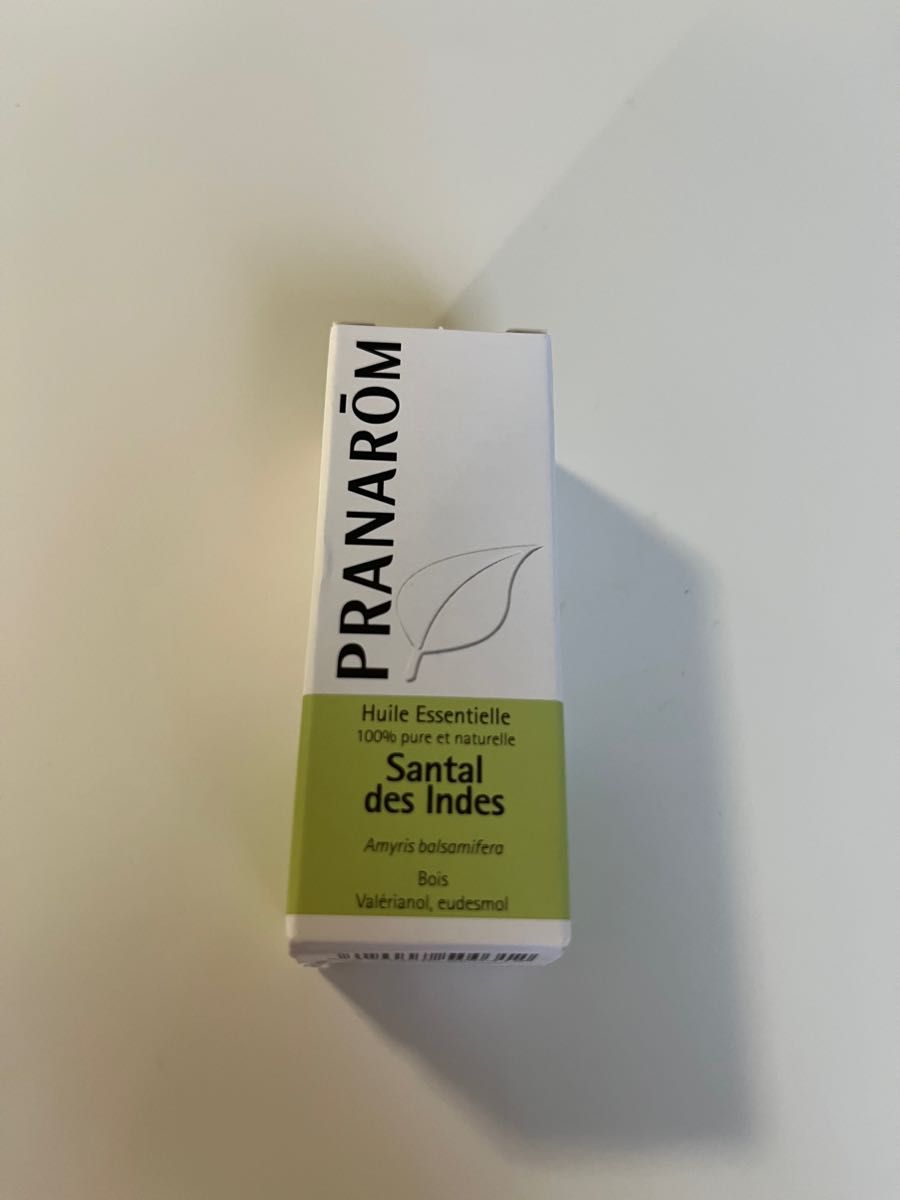 PRANARŌM
Huile Essentielle
100% pure et naturelle
Santal
des Indes
Amyris balsamifera
Bois
Valérianol, eudesmol